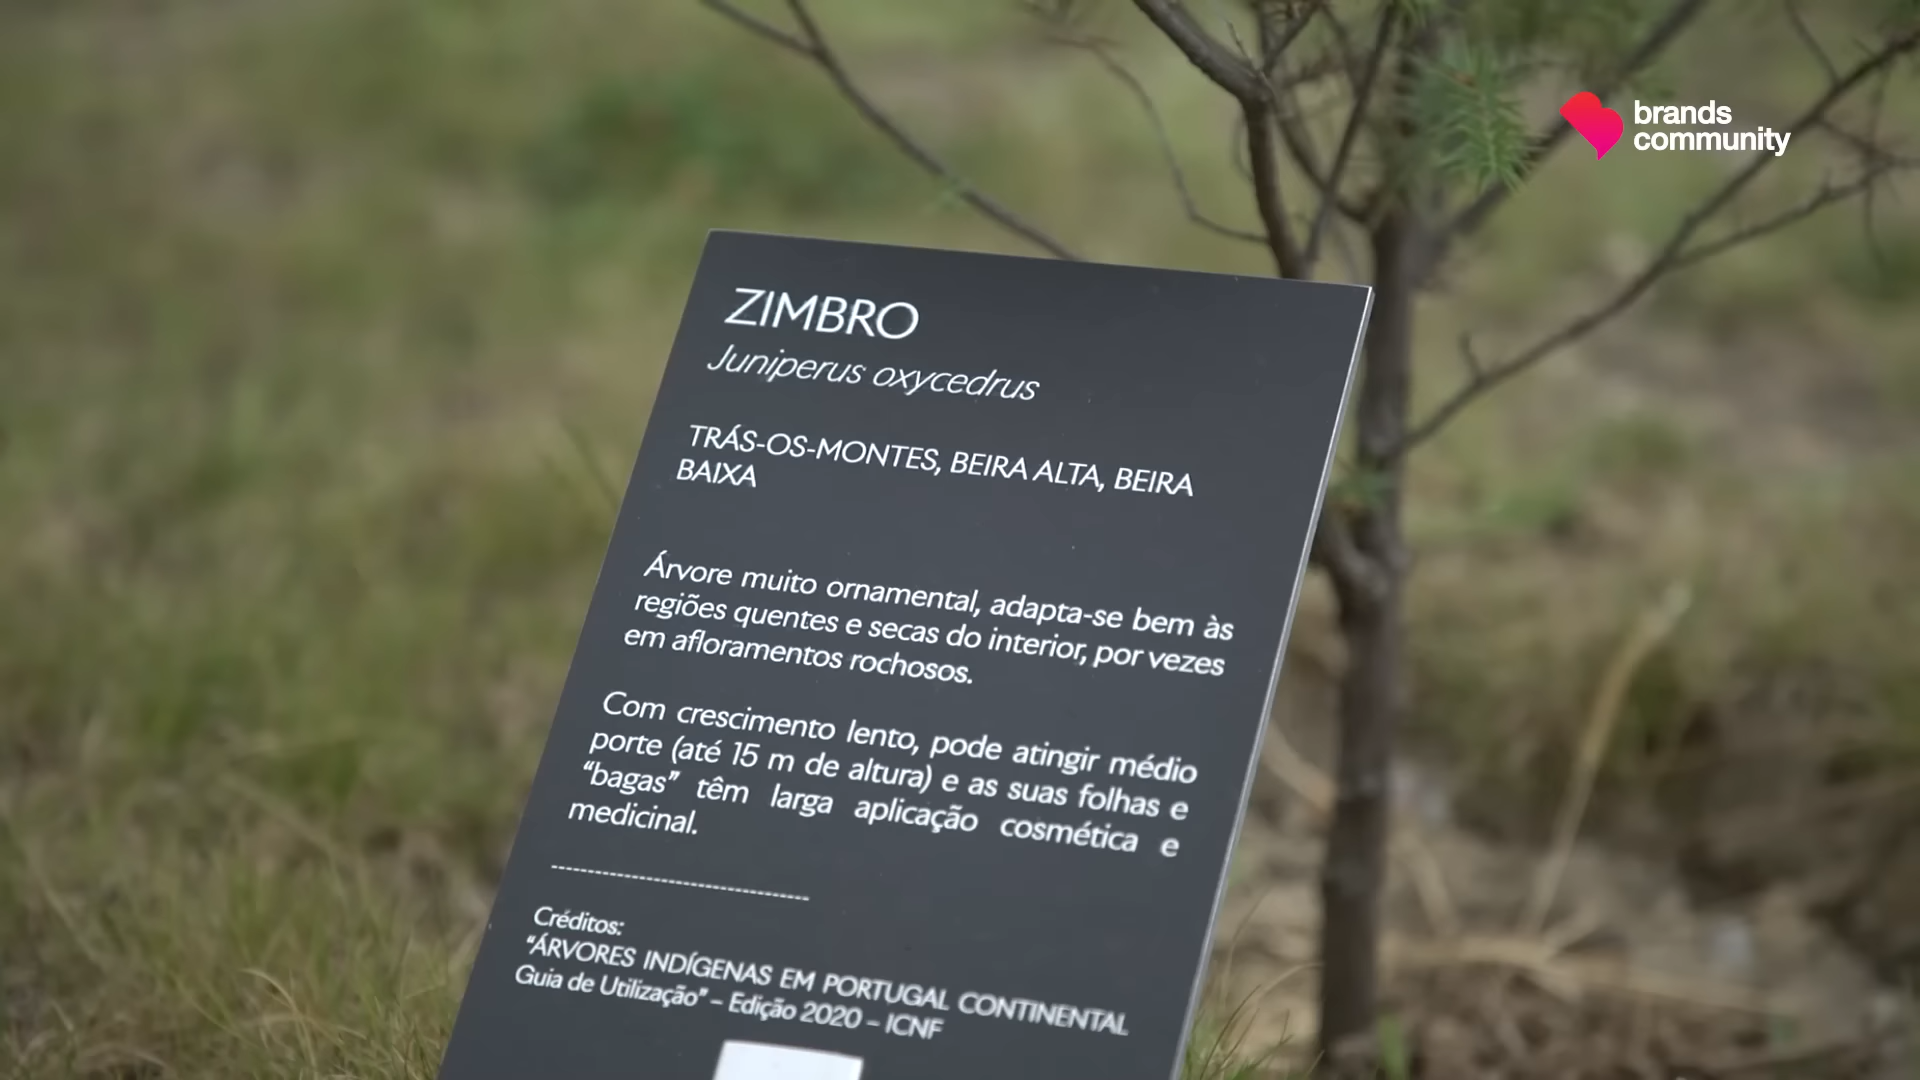 brands
community
ZIMBRO
Juniperus oxycedrus
TRÁS-OS-MONTES, BEIRA ALTA, BEIRA
BAIXA
Árvore muito ornamental, adapta-se bem às
regiões quentes e secas do interior, por vezes
em afloramentos rochosos.
Com crescimento lento, pode atingir médio
porte (até 15 m de altura) e as suas folhas e
“bagas” têm larga aplicação cosmética e
medicinal.
--------------------------------------
Créditos:
“ÁRVORES INDÍGENAS EM PORTUGAL CONTINENTAL
Guia de Utilização” – Edição 2020 – ICNF